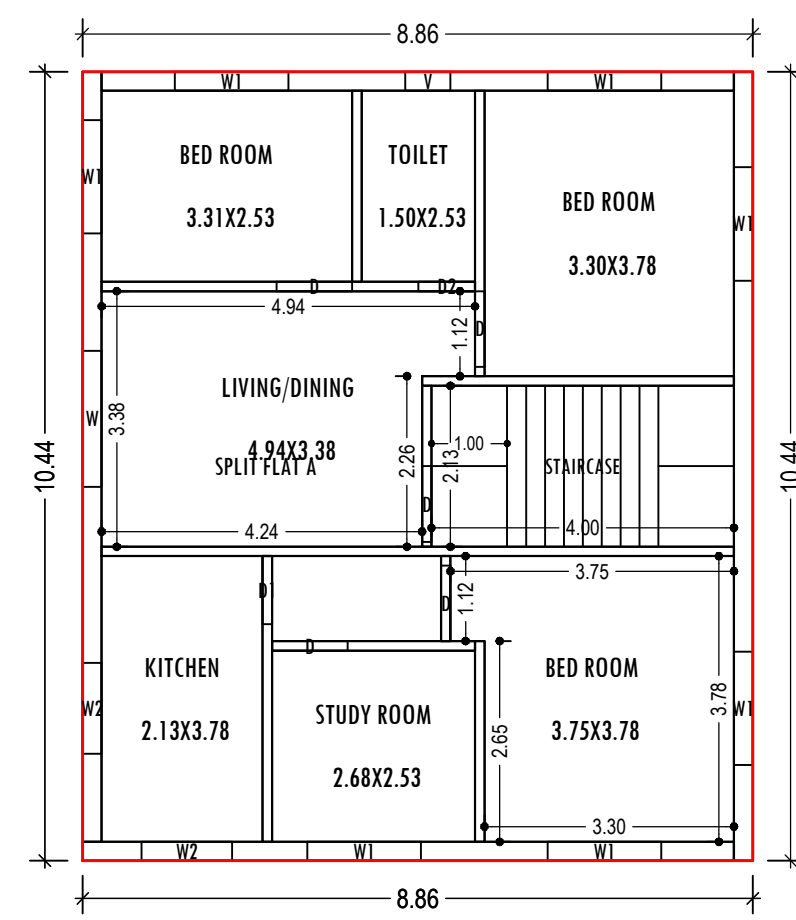 8.86
W1 V W1
BED ROOM
3.31X2.53
TOILET
1.50X2.53
BED ROOM
3.30X3.78
W1
W1
D D2
4.94
1.12
D
10.44
10.44
LIVING/DINING
4.94X3.38
SPLIT FLAT A
W
3.38
2.26
2.13
1.00
STAIRCASE
D
4.24
4.00
3.75
D1
D
1.12
D
KITCHEN
2.13X3.78
STUDY ROOM
2.68X2.53
BED ROOM
3.75X3.78
W2
2.65
3.78
W1
3.30
W2 W1 W1
8.86